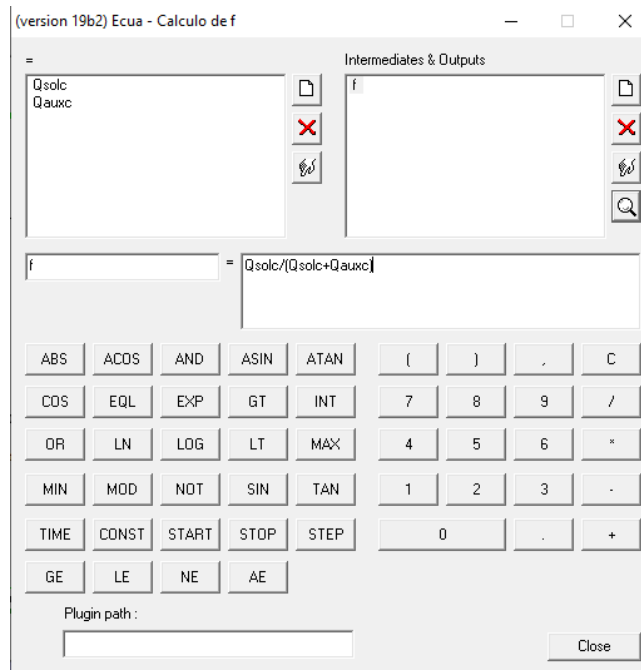 (version 19b2) Ecua - Calculo de f
=
Intermediates & Outputs
Qsolc
Qauxc
f
f
=
Qsolc/(Qsolc+Qauxc)
ABS ACOS AND ASIN ATAN ( ) , C
COS EQL EXP GT INT 7 8 9 /
OR LN LOG LT MAX 4 5 6 *
MIN MOD NOT SIN TAN 1 2 3 -
TIME CONST START STOP STEP 0 . +
GE LE NE AE
Plugin path :
Close